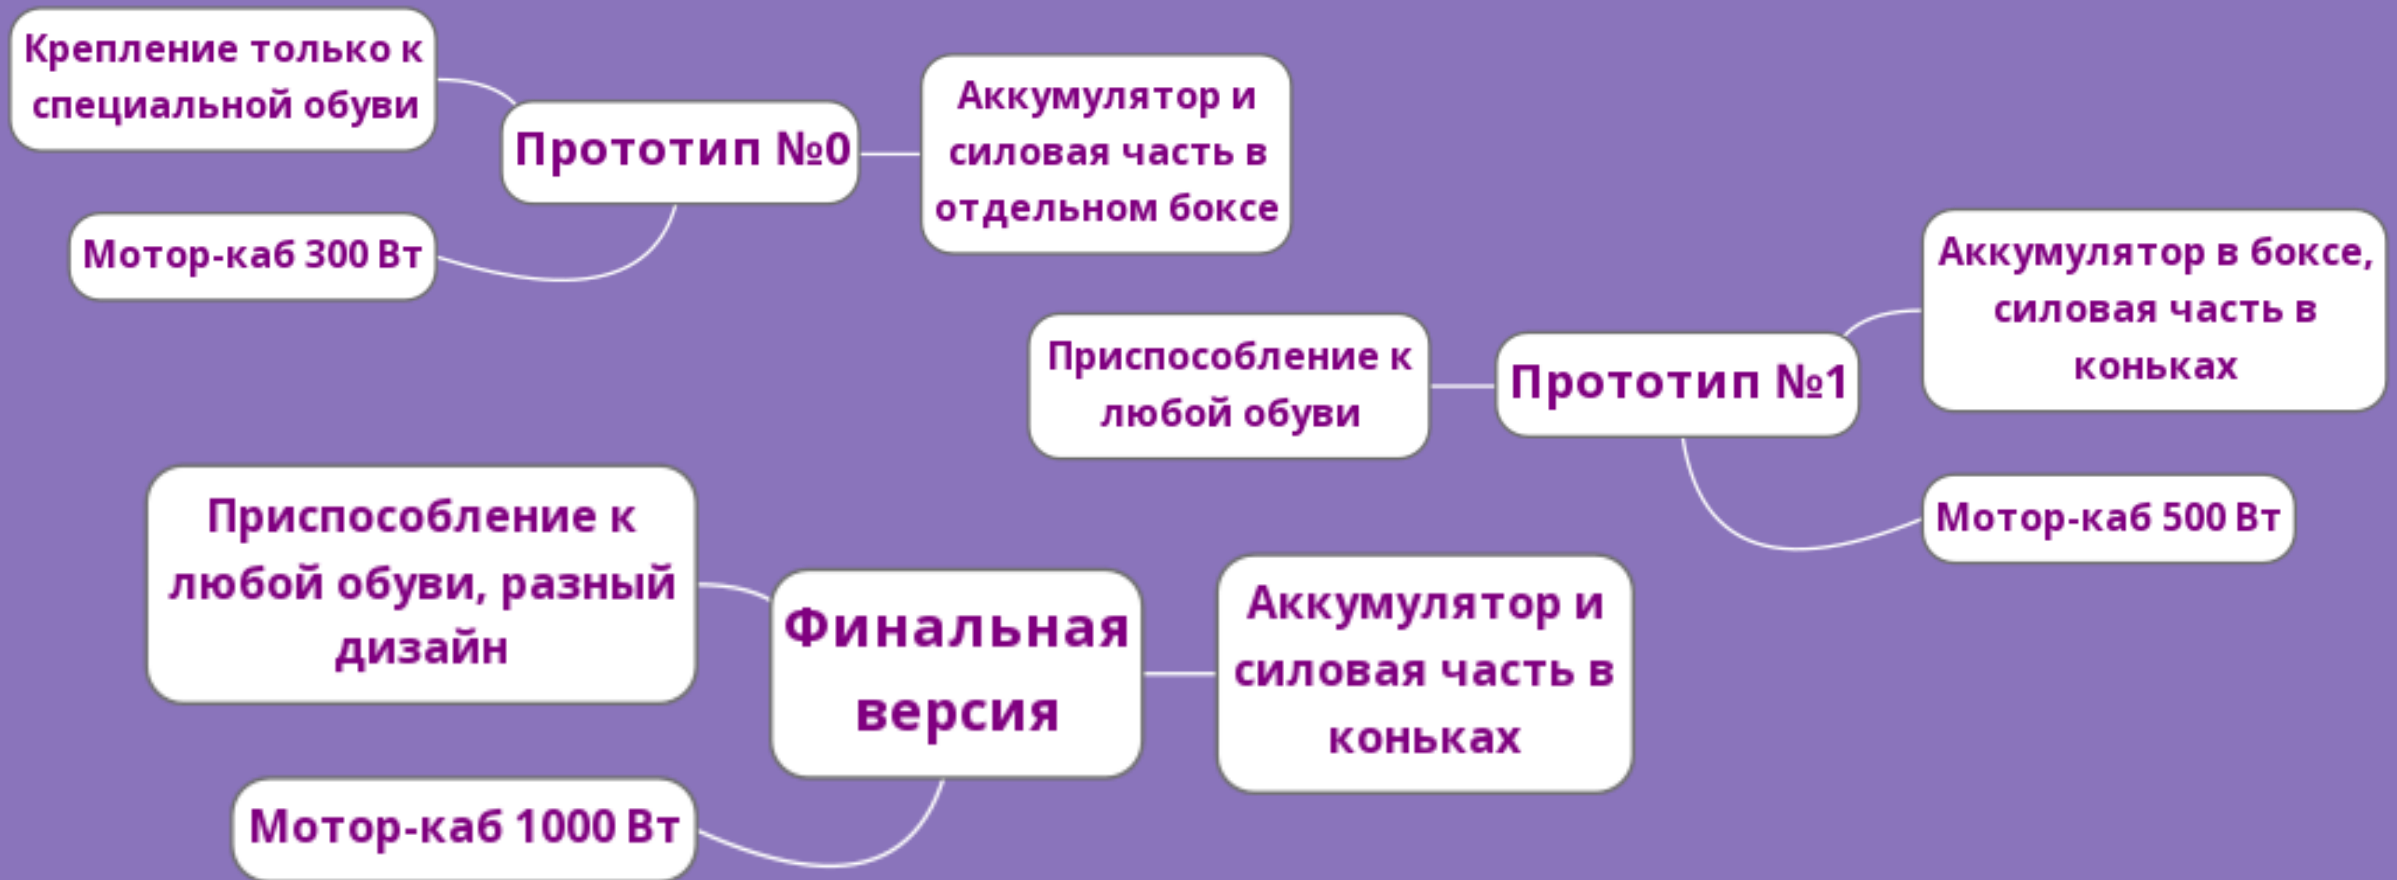 Крепление только к
специальной обуви
Прототип №0
Аккумулятор и
силовая часть в
отдельном боксе
Мотор-каб 300 Вт
Приспособление к
любой обуви
Прототип №1
Аккумулятор в боксе,
силовая часть в
коньках
Мотор-каб 500 Вт
Приспособление к
любой обуви, разный
дизайн
Финальная
версия
Аккумулятор и
силовая часть в
коньках
Мотор-каб 1000 Вт